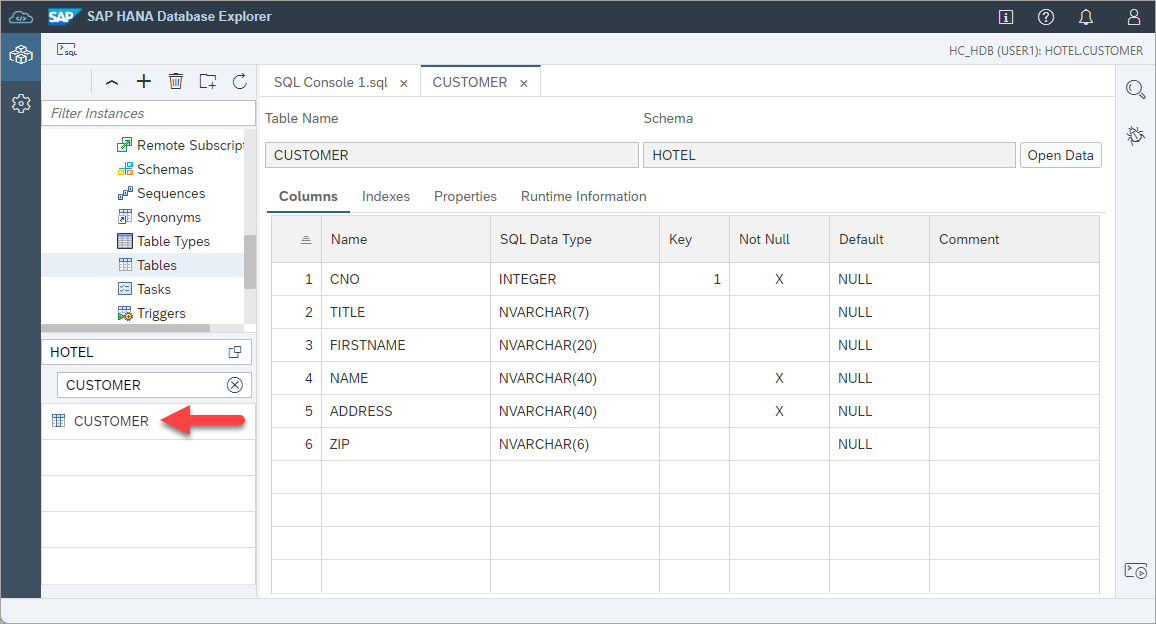 SAP SAP HANA Database Explorer
SQL HC_HDB (USER1): HOTEL.CUSTOMER
Filter Instances
Remote Subscript
Schemas
Sequences
Synonyms
Table Types
Tables
Tasks
Triggers
HOTEL
CUSTOMER
CUSTOMER
SQL Console 1.sql × CUSTOMER ×
Table Name Schema
CUSTOMER HOTEL Open Data
Columns Indexes Properties Runtime Information
Name SQL Data Type Key Not Null Default Comment
1 CNO INTEGER 1 X NULL
2 TITLE NVARCHAR(7) NULL
3 FIRSTNAME NVARCHAR(20) NULL
4 NAME NVARCHAR(40) X NULL
5 ADDRESS NVARCHAR(40) X NULL
6 ZIP NVARCHAR(6) NULL